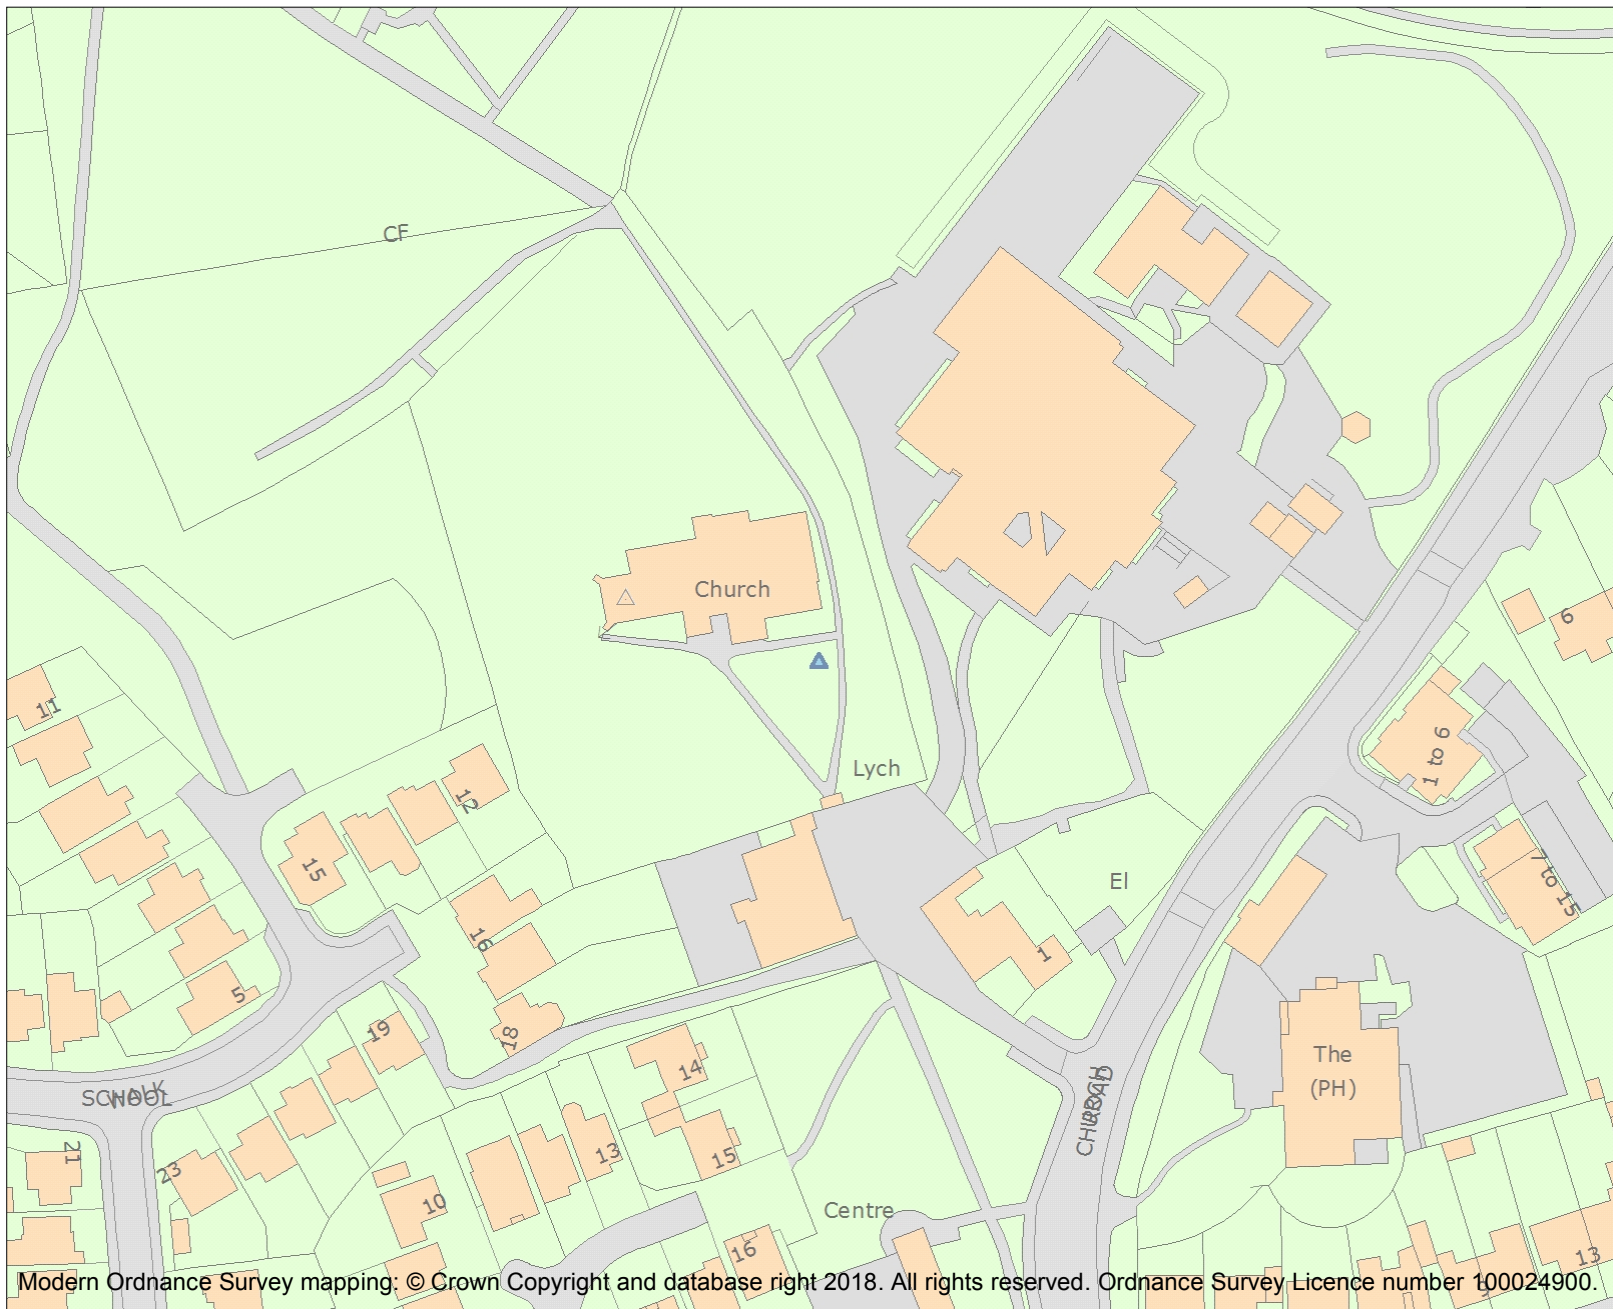 CF
Church
6
11
1 to 6
Lych
12
15
7 to 15
El
16
1
5
19
18
The
(PH)
14
SCHOOL
WALK
CHURCH
ROAD
21
13
15
23
10
Centre
16
13
Modern Ordnance Survey mapping: © Crown Copyright and database right 2018. All rights reserved. Ordnance Survey Licence number 100024900.